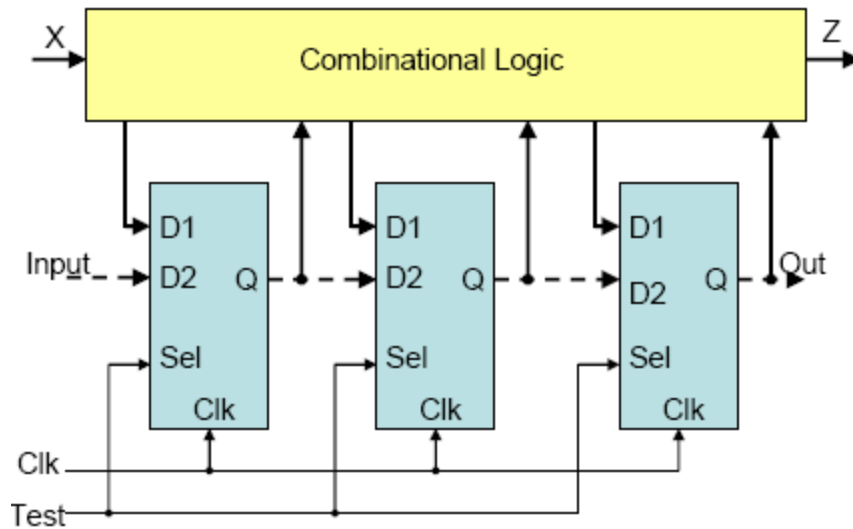 X
Z
Combinational Logic
D1
D1
D1
Input
D2
Q
D2
Q
D2
Q
Out
Sel
Sel
Sel
Clk
Clk
Clk
Clk
Test